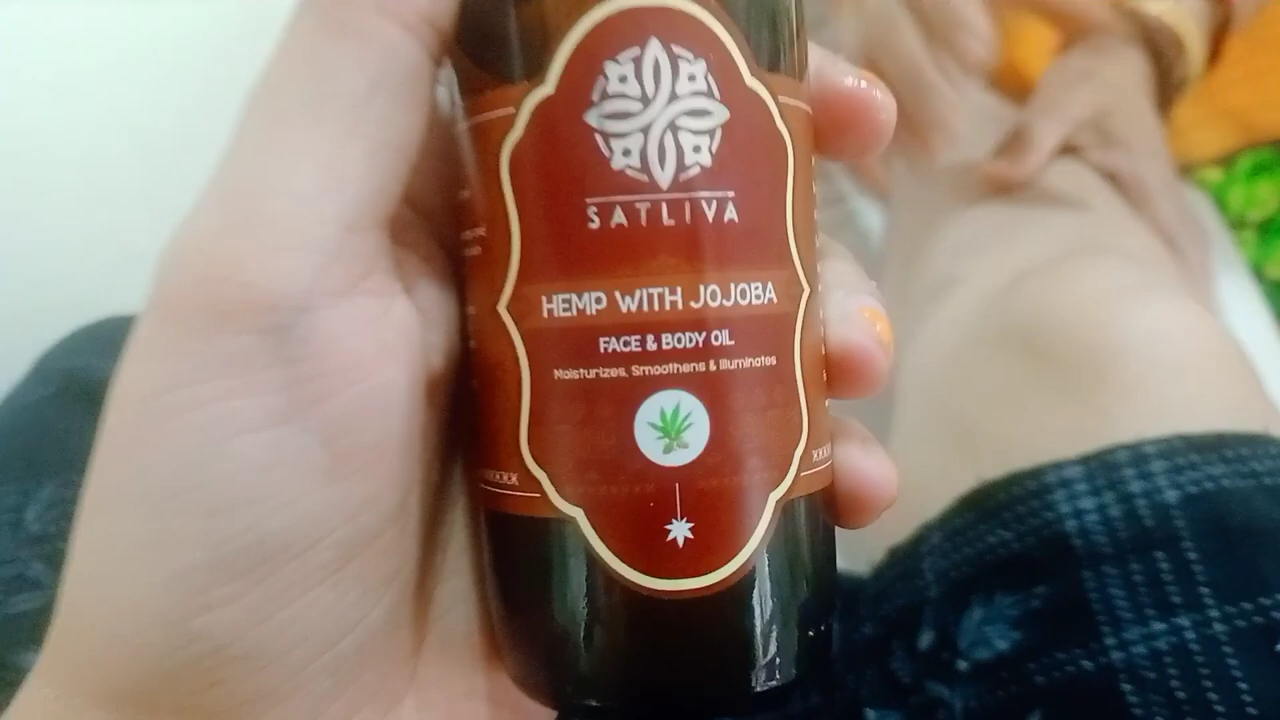 SATLIVA
HEMP WITH JOJOBA
FACE & BODY OIL
Moisturizes, Smoothens & Illuminates